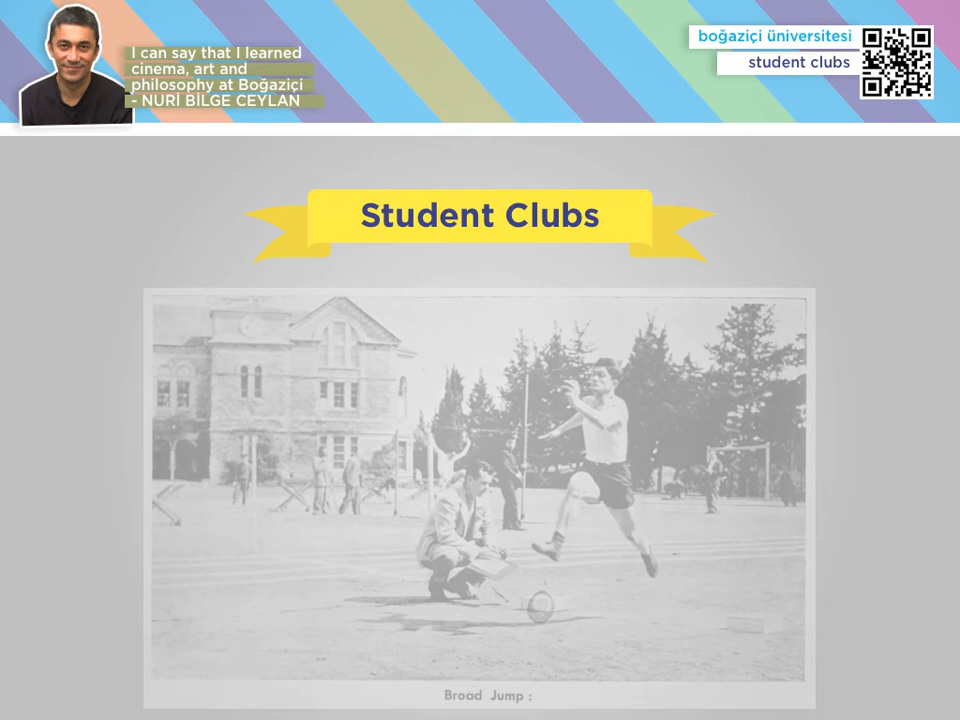 I can say that I learned
cinema, art and
philosophy at Boğaziçi
- NURİ BİLGE CEYLAN
boğaziçi üniversitesi
student clubs
Student Clubs
Broad Jump :